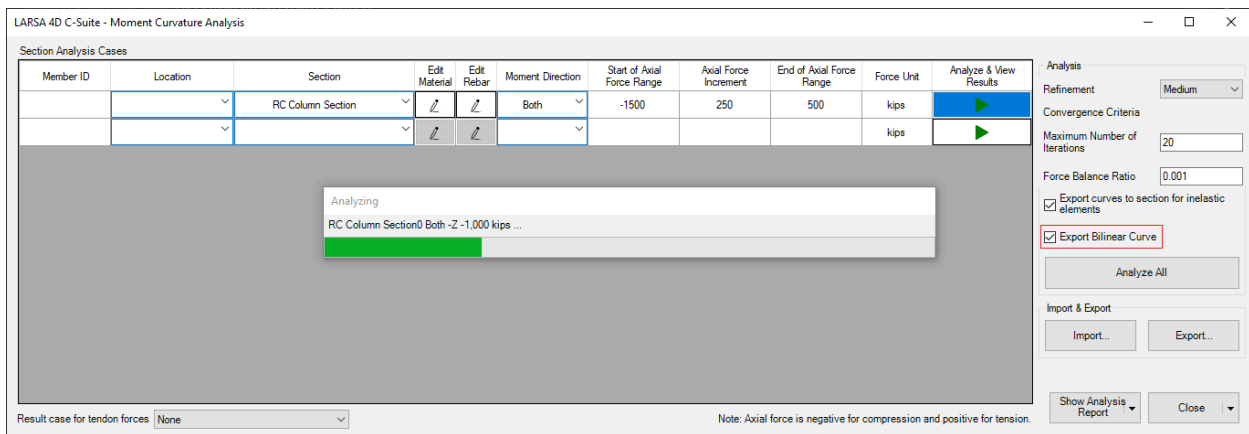 LARSA 4D C-Suite - Moment Curvature Analysis
Section Analysis Cases
Member ID
Location
Section
Edit
Material
Edit
Rebar
Moment Direction
Start of Axial
Force Range
Axial Force
Increment
End of Axial Force
Range
Force Unit
Analyze & View
Results
RC Column Section
Both
-1500
250
500
kips
kips
Analyzing
RC Column Section0 Both -Z -1,000 kips ...
Result case for tendon forces
None
Note: Axial force is negative for compression and positive for tension.
Analysis
Refinement
Medium
Convergence Criteria
Maximum Number of
Iterations
20
Force Balance Ratio
0.001
Export curves to section for inelastic
elements
Export Bilinear Curve
Analyze All
Import & Export
Import...
Export...
Show Analysis
Report
Close